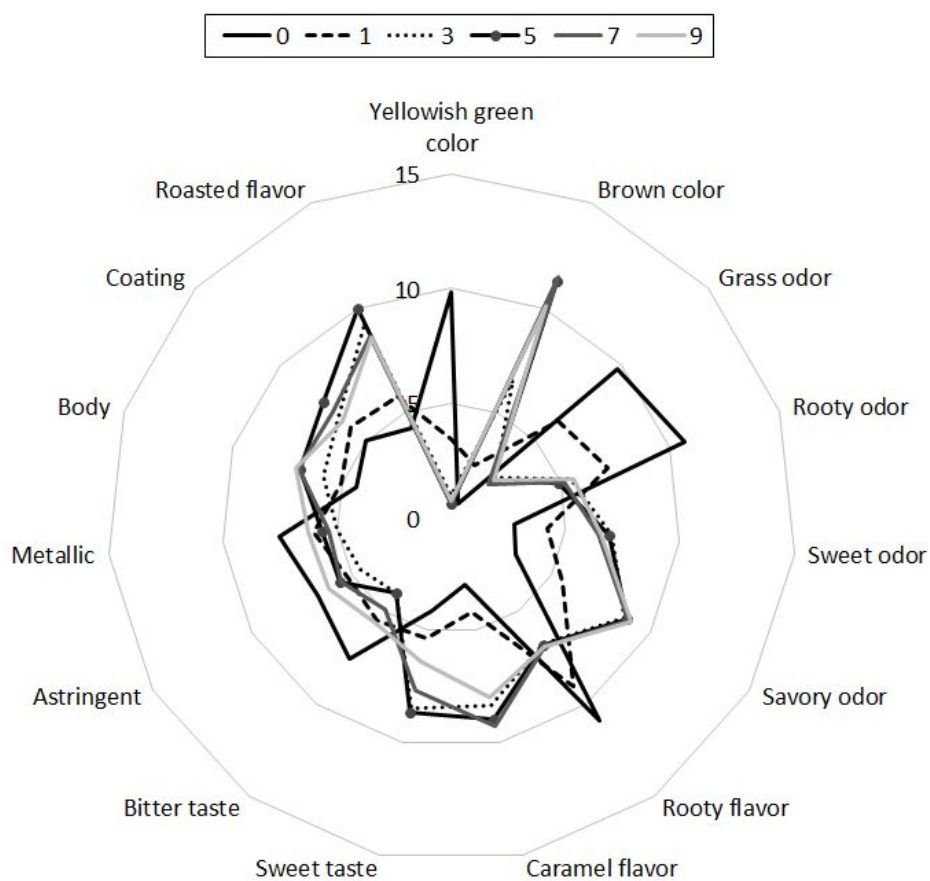 0 1 3 5 7 9
Yellowish green
color
15
Roasted flavor
Brown color
Coating
Grass odor
10
Body
5
Rooty odor
0
Metallic
Sweet odor
Astringent
Savory odor
Bitter taste
Rooty flavor
Sweet taste
Caramel flavor